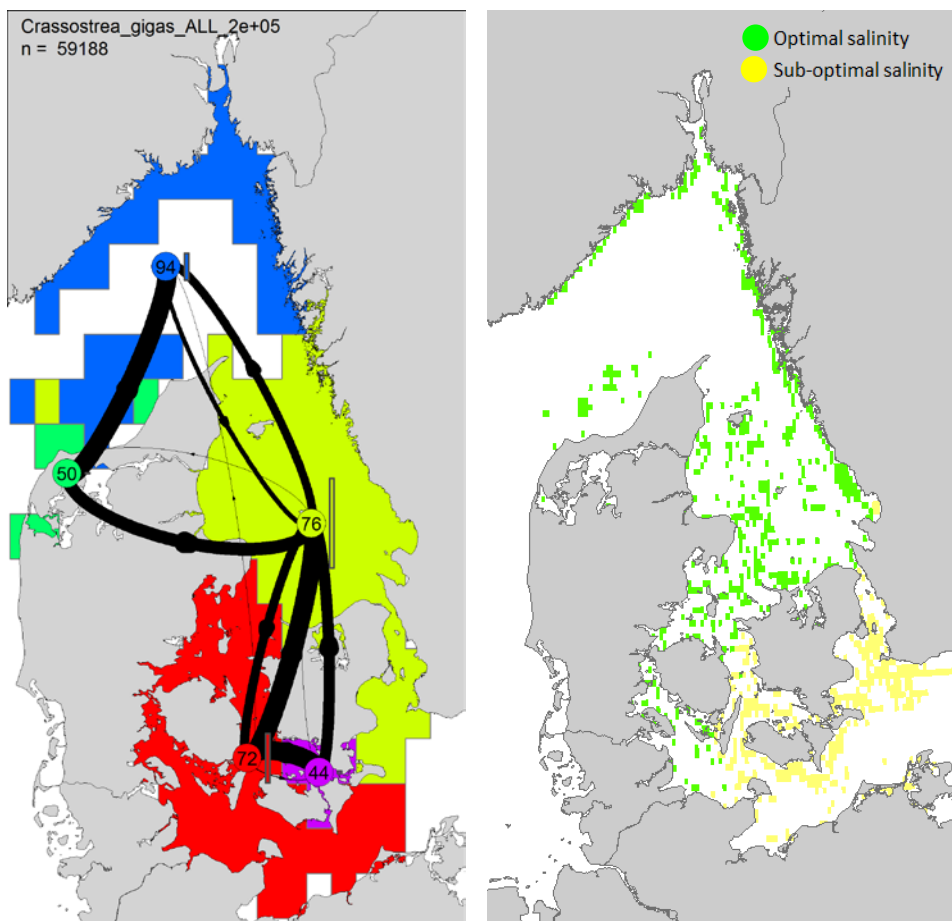 Crassostrea_gigas_ALL_2e+05
n = 59188
Optimal salinity
Sub-optimal salinity
94
50
76
72
44